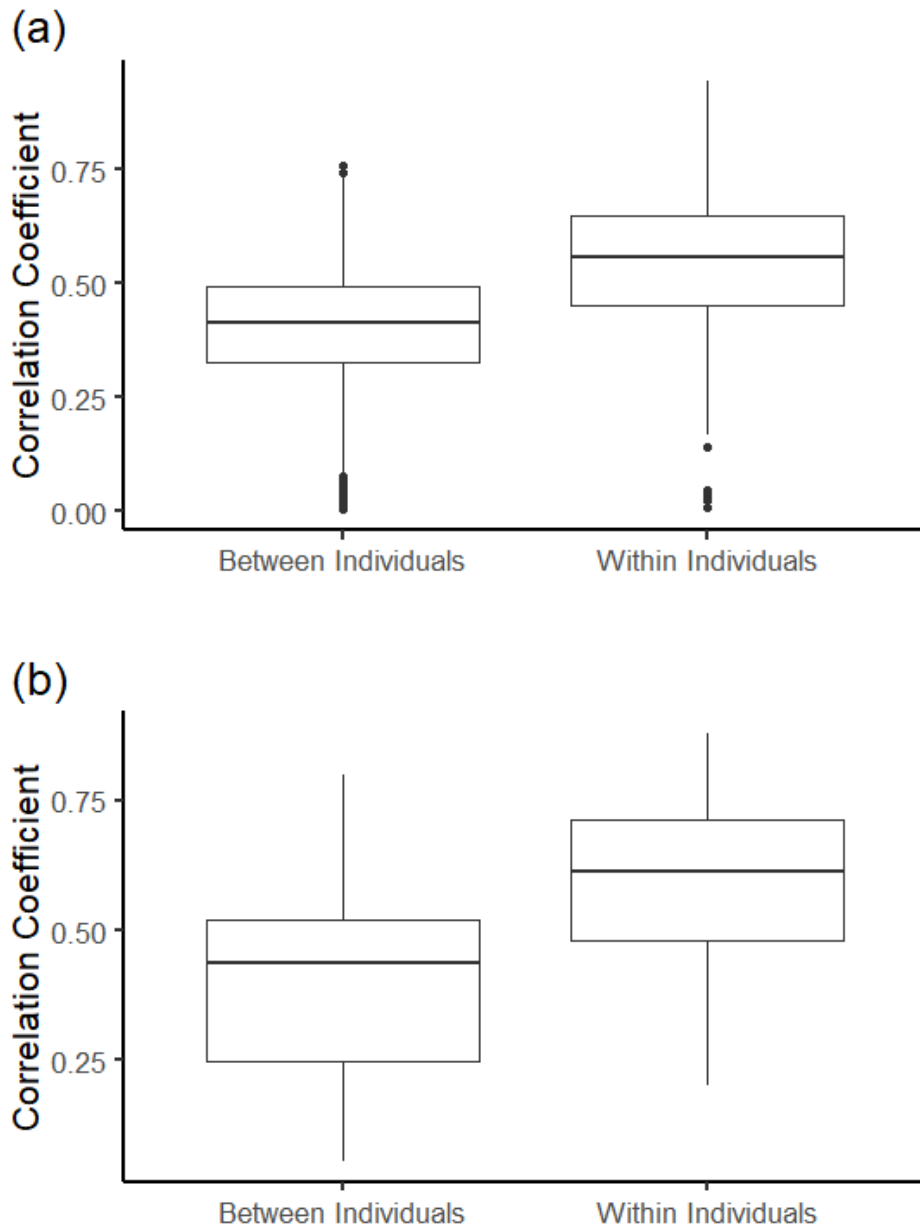 (a)
Correlation Coefficient
0.75
0.50
0.25
0.00
Between Individuals Within Individuals
(b)
Correlation Coefficient
0.75
0.50
0.25
Between Individuals Within Individuals